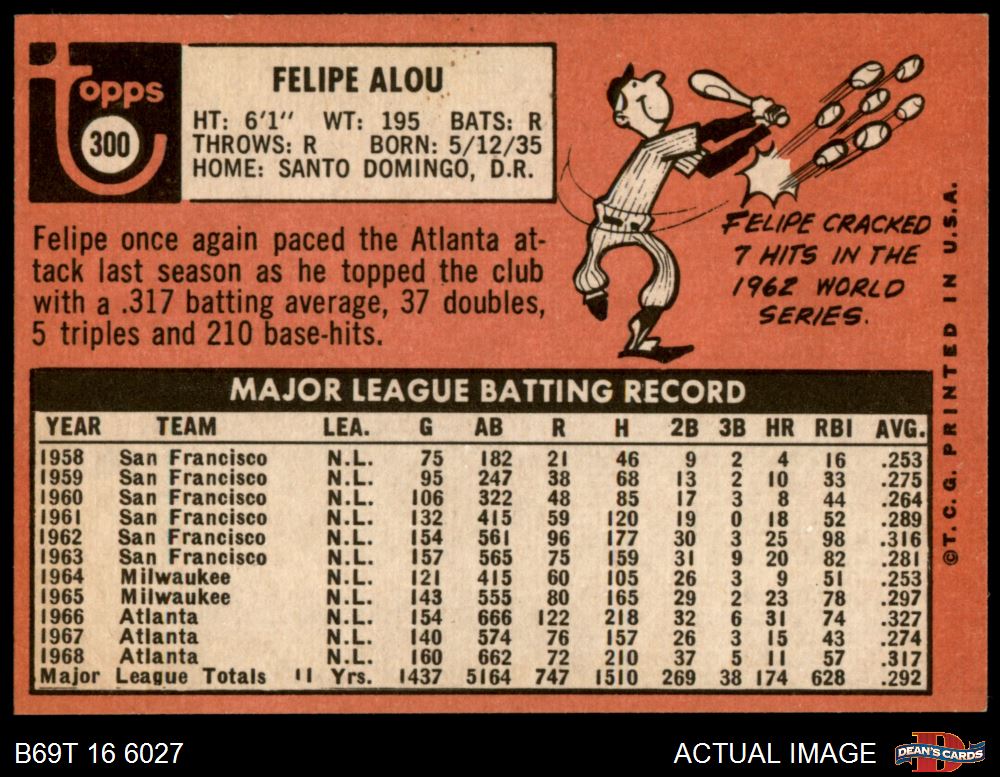 Topps
300
FELIPE ALOU
HT: 6'1" WT: 195 BATS: R
THROWS: R BORN: 5/12/35
HOME: SANTO DOMINGO, D.R.
Felipe once again paced the Atlanta at-
tack last season as he topped the club
with a .317 batting average, 37 doubles,
5 triples and 210 base-hits.
FELIPE CRACKED
7 HITS IN THE
1962 WORLD
SERIES.
MAJOR LEAGUE BATTING RECORD
YEAR TEAM LEA. G AB R H 2B 3B HR RBI AVG.
1958 San Francisco N.L. 75 182 21 46 9 2 4 16 .253
1959 San Francisco N.L. 95 247 38 68 13 2 10 33 .275
1960 San Francisco N.L. 106 322 48 85 17 3 8 44 .264
1961 San Francisco N.L. 132 415 59 120 19 0 18 52 .289
1962 San Francisco N.L. 154 561 96 177 30 3 25 98 .316
1963 San Francisco N.L. 157 565 75 159 31 9 20 82 .281
1964 Milwaukee N.L. 121 415 60 105 26 3 9 51 .253
1965 Milwaukee N.L. 143 555 80 165 29 2 23 78 .297
1966 Atlanta N.L. 154 666 122 218 32 6 31 74 .327
1967 Atlanta N.L. 140 574 76 157 26 3 15 43 .274
1968 Atlanta N.L. 160 662 72 210 37 5 11 57 .317
Major League Totals 11 Yrs. 1437 5164 747 1510 269 38 174 628 .292
©T.C.G. PRINTED IN U.S.A.
B69T 16 6027
ACTUAL IMAGE
DEAN'S CARDS